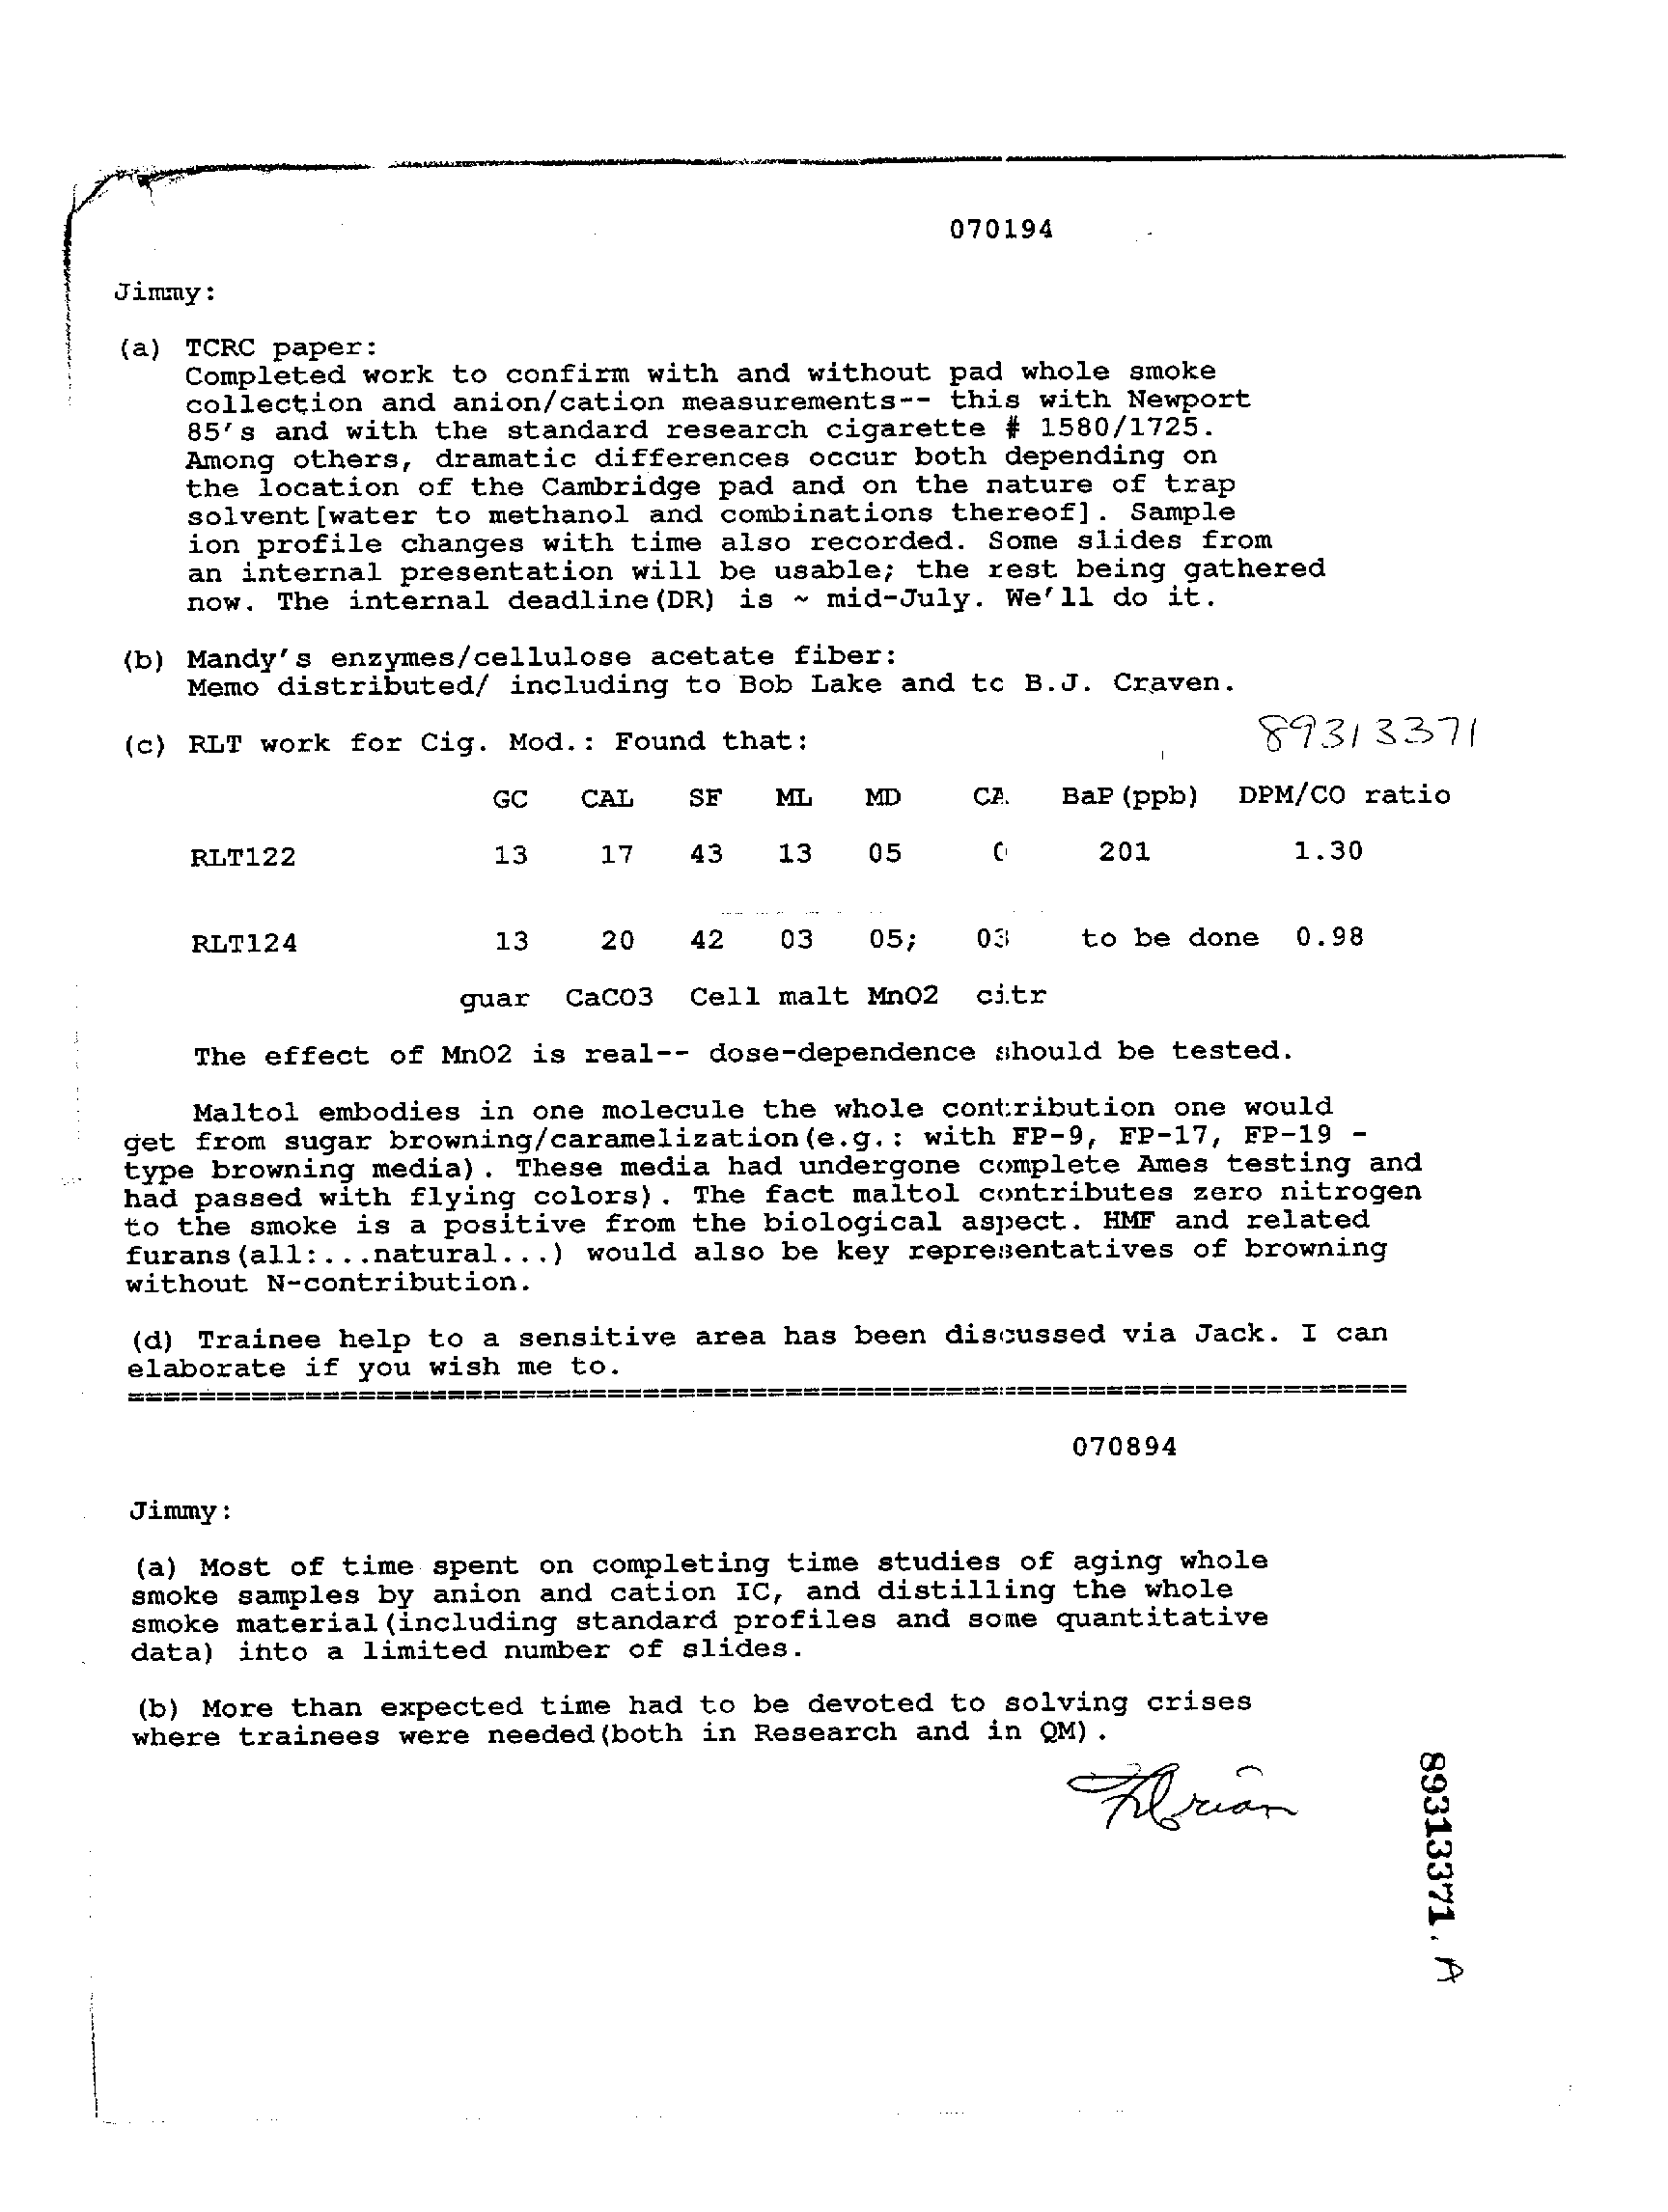 070194
Jimmy:
(a) TCRC paper:
Completed work to confirm with and without pad whole smoke
collection and anion/cation measurements-- this with Newport
85's and with the standard research cigarette # 1580/1725.
Among others, dramatic differences occur both depending on
the location of the Cambridge pad and on the nature of trap
solvent[water to methanol and combinations thereof]. Sample
ion profile changes with time also recorded. Some slides from
an internal presentation will be usable; the rest being gathered
now. The internal deadline(DR) is ~ mid-July. We'll do it.
(b) Mandy's enzymes/cellulose acetate fiber:
Memo distributed/ including to Bob Lake and to B.J. Craven.
89313371
(c) RLT work for Cig. Mod.: Found that:
GC CAL SF ML MD CA BaP(ppb) DPM/CO ratio
RLT122 13 17 43 13 05 0 201 1.30
RLT124 13 20 42 03 05; 03 to be done 0.98
guar CaCO3 Cell malt MnO2 citr
The effect of MnO2 is real-- dose-dependence should be tested.
Maltol embodies in one molecule the whole contribution one would
get from sugar browning/caramelization(e.g.: with FP-9, FP-17, FP-19 -
type browning media). These media had undergone complete Ames testing and
had passed with flying colors). The fact maltol contributes zero nitrogen
to the smoke is a positive from the biological aspect. HMF and related
furans(all:...natural...) would also be key representatives of browning
without N-contribution.
(d) Trainee help to a sensitive area has been discussed via Jack. I can
elaborate if you wish me to.
========================================================================
070894
Jimmy:
(a) Most of time spent on completing time studies of aging whole
smoke samples by anion and cation IC, and distilling the whole
smoke material(including standard profiles and some quantitative
data) into a limited number of slides.
(b) More than expected time had to be devoted to solving crises
where trainees were needed(both in Research and in QM).
89313371.A